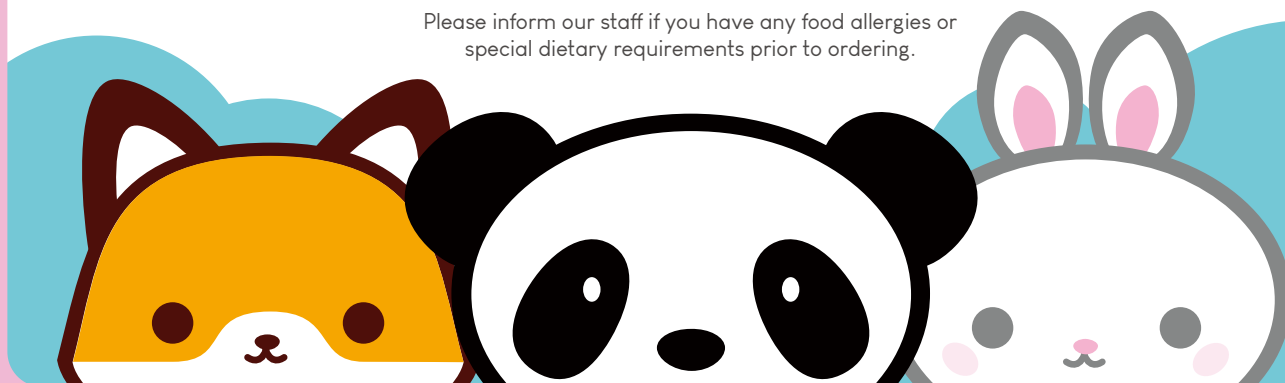 Please inform our staff if you have any food allergies or
special dietary requirements prior to ordering.